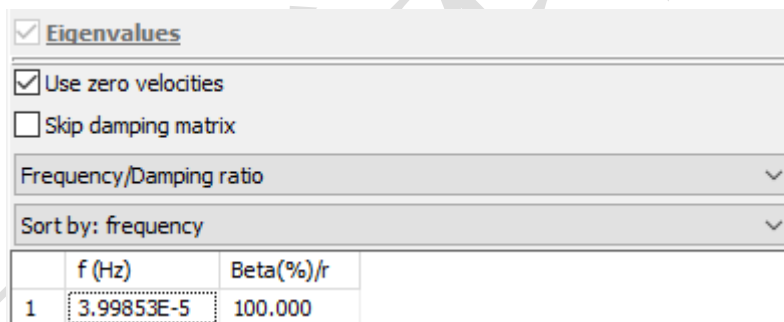 Eigenvalues
Use zero velocities
Skip damping matrix
Frequency/Damping ratio
Sort by: frequency
f (Hz) Beta(%)/r
1 3.99853E-5 100.000